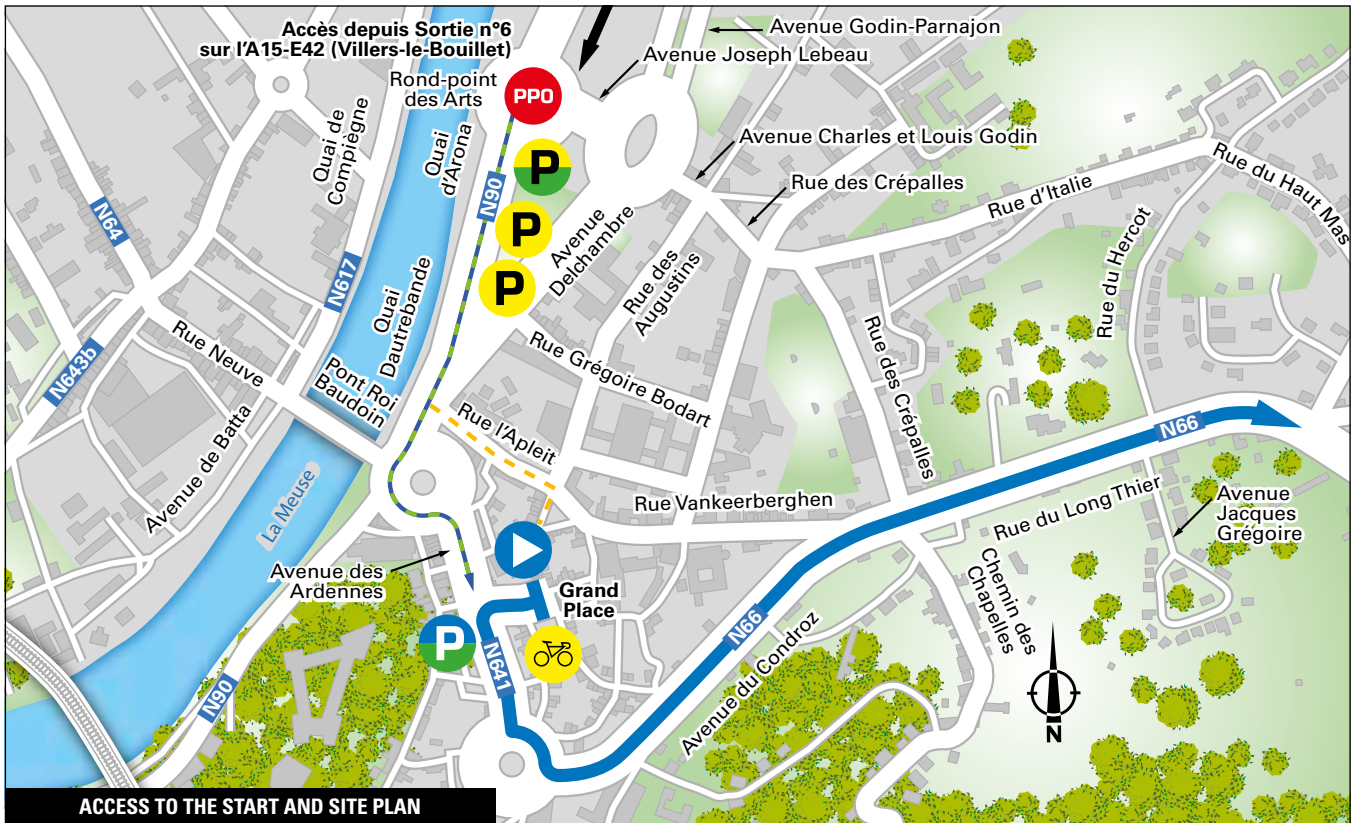 Accès depuis Sortie n°6
sur l'A15-E42 (Villers-le-Bouillet)
Avenue Godin-Parnajon
Avenue Joseph Lebeau
Rond-point
des Arts
PPO
Quai de
Compiègne
Quai
d'Arona
Avenue Charles et Louis Godin
P
Rue des Crépalles
Rue du Haut Mas
Rue d'Italie
N64
N90
P
Avenue
Delchambre
Rue des
Augustins
Rue du Hercot
N617
P
Quai
Dautrebande
Rue Neuve
N643b
Pont Roi
Baudoin
Rue Grégoire Bodart
Rue des Crépalles
Rue l'Apleit
N66
Avenue de Batta
La Meuse
Rue Vankeerberghen
Rue du Long Thier
Avenue
Jacques
Grégoire
Avenue des
Ardennes
Grand
Place
Chemin des
Chapelles
P
N641
N66
Avenue du Condroz
N90
N
ACCESS TO THE START AND SITE PLAN